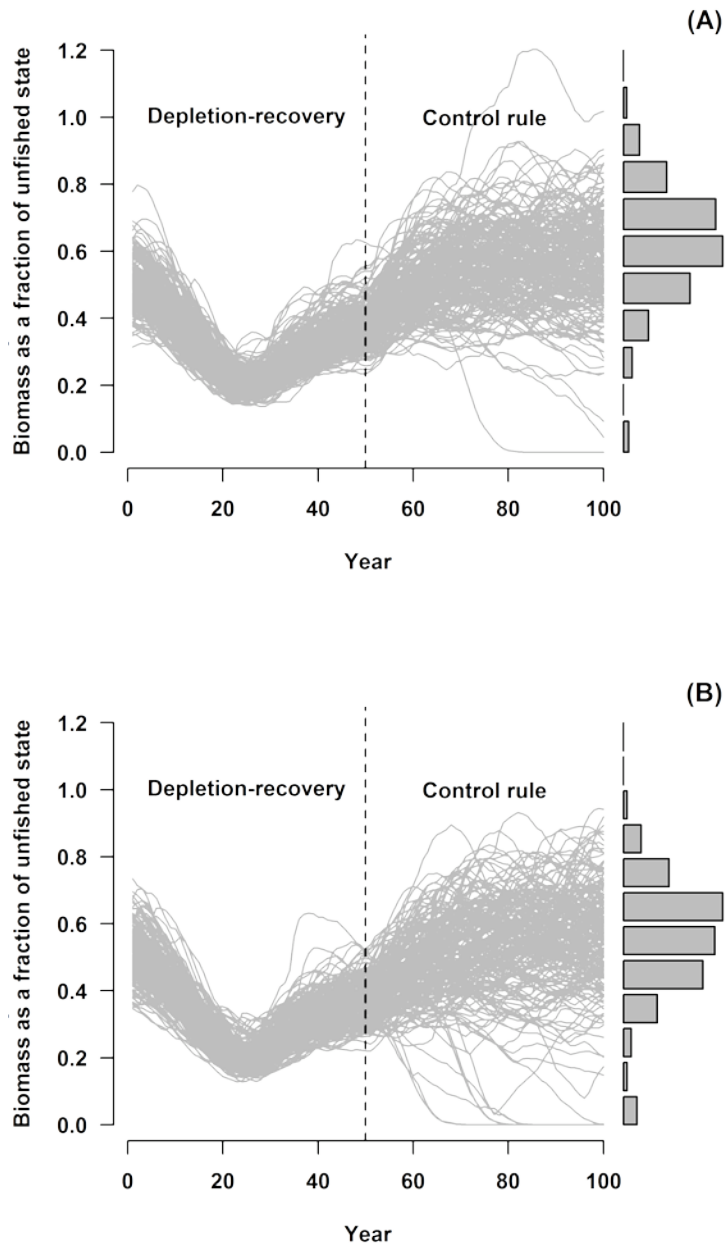 (A)
Biomass as a fraction of unfished state
1.2
1.0
0.8
0.6
0.4
0.2
0.0
Depletion-recovery Control rule
0 20 40 60 80 100
Year
(B)
Biomass as a fraction of unfished state
1.2
1.0
0.8
0.6
0.4
0.2
0.0
Depletion-recovery Control rule
0 20 40 60 80 100
Year